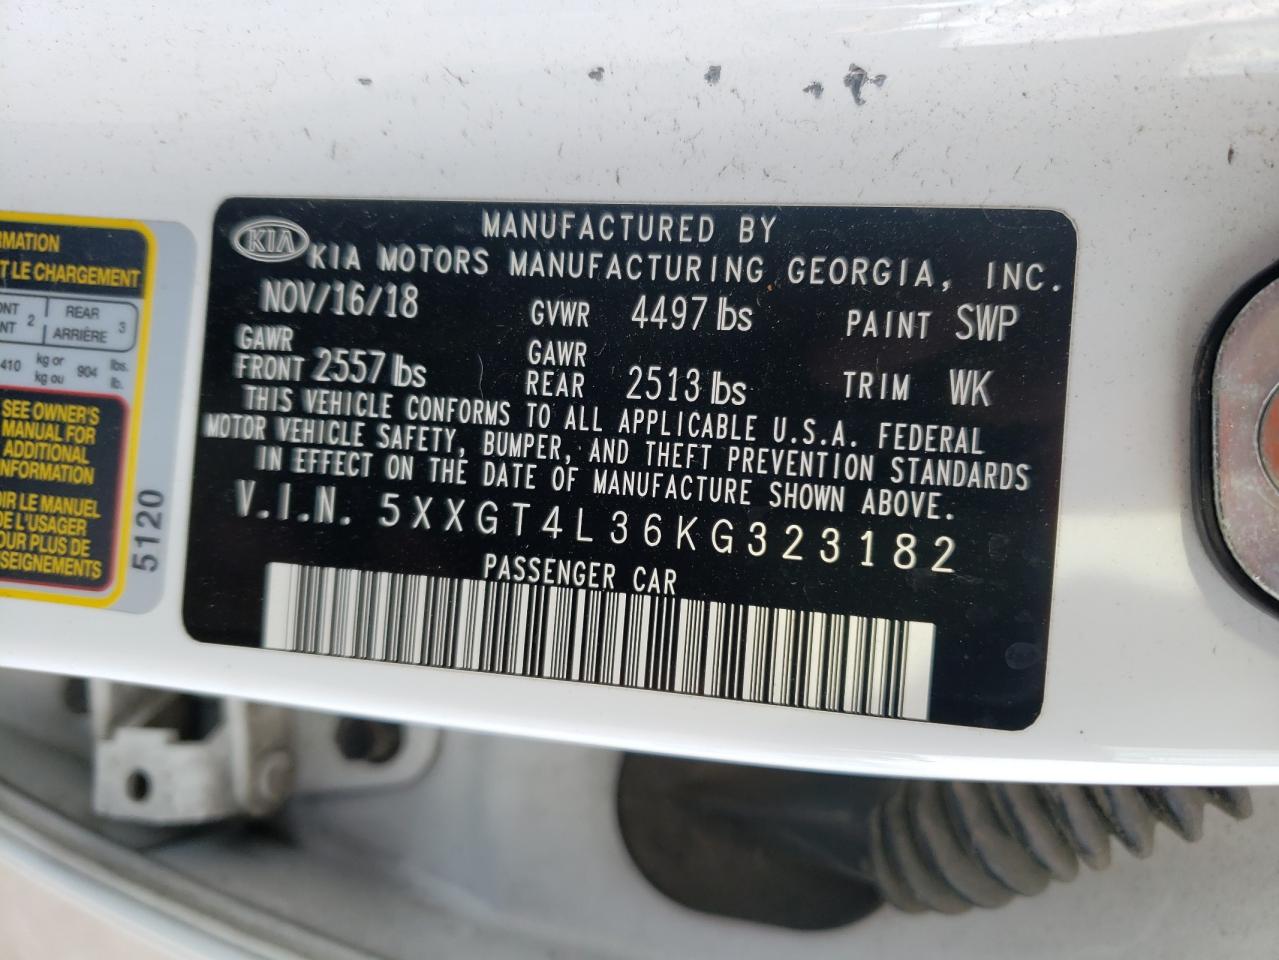 RMATION
T LE CHARGEMENT
2
REAR
ARRIÈRE
3
410
kg or
kg ou
904
lbs.
lb.
SEE OWNER'S
MANUAL FOR
ADDITIONAL
INFORMATION
OIR LE MANUEL
DE L'USAGER
OUR PLUS DE
SEIGNEMENTS
5120
KIA
MANUFACTURED BY
KIA MOTORS MANUFACTURING GEORGIA, INC.
NOV/16/18 GVWR 4497 lbs PAINT SWP
GAWR
FRONT 2557 lbs
GAWR
REAR 2513 lbs TRIM WK
THIS VEHICLE CONFORMS TO ALL APPLICABLE U.S.A. FEDERAL
MOTOR VEHICLE SAFETY, BUMPER, AND THEFT PREVENTION STANDARDS
IN EFFECT ON THE DATE OF MANUFACTURE SHOWN ABOVE.
V.I.N. 5XXGT4L36KG323182
PASSENGER CAR